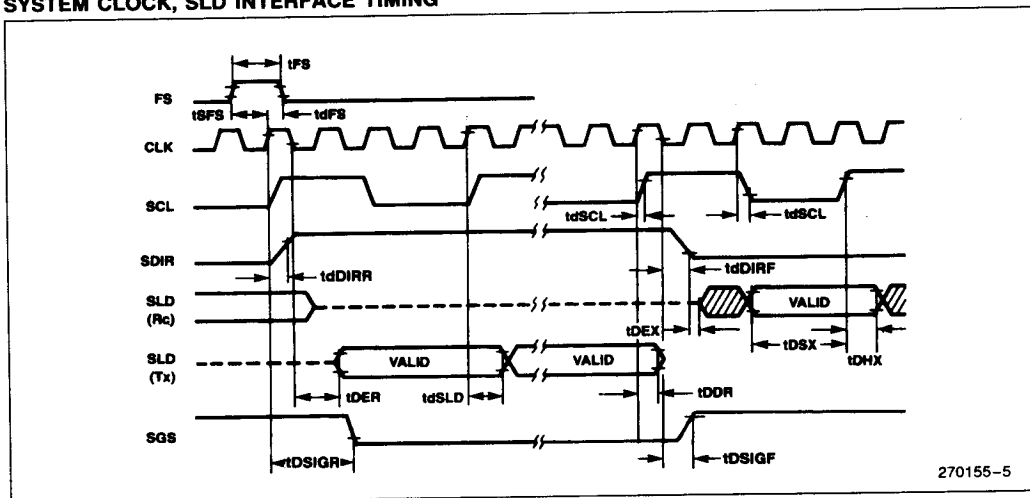 SYSTEM CLOCK, SLD INTERFACE TIMING
tFS
FS
tSFS
tdFS
CLK
SCL
tdSCL
tdSCL
SDIR
tdDIRR
tdDIRF
SLD
(Rc)
VALID
tDEX
tDSX
tDHX
SLD
(Tx)
VALID
VALID
tDER
tdSLD
tDDR
SGS
tDSIGR
tDSIGF
270155-5